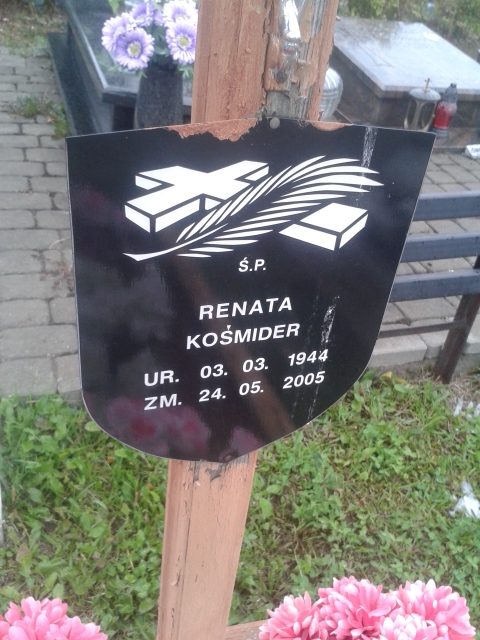 Ś.P.
RENATA
KOŚMIDER
UR. 03. 03. 1944
ZM. 24. 05. 2005